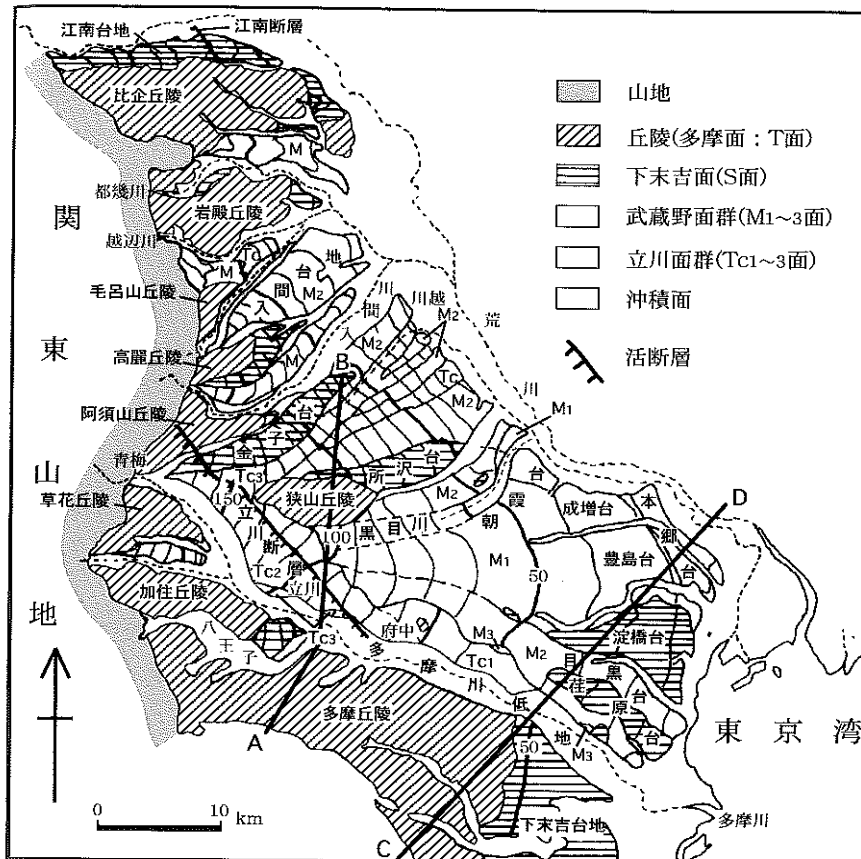 江南台地
江南断層
比企丘陵
M
都幾川
岩殿丘陵
越辺川
Tc
M
毛呂山丘陵
入間台地
M2
高麗丘陵
M
入間川
川越
M2
M2
Tc
M2
荒川
B
阿須山丘陵
金子台
青梅
Tc3
150
所沢台
M1
M2
草花丘陵
狭山丘陵
立川断層
100
黒目川
朝霞台
成増台
本郷台
D
M1
50
豊島台
Tc2
立川
加住丘陵
八王子
Tc3
府中
M3
Tc1
M2
淀橋台
目黒台
荏原台
多摩川低地
多摩丘陵
A
50
M3
下末吉台地
C
関東山地
東京湾
多摩川
0 10 km
山地
丘陵(多摩面:T面)
下末吉面(S面)
武蔵野面群(M1~3面)
立川面群(Tc1~3面)
沖積面
活断層